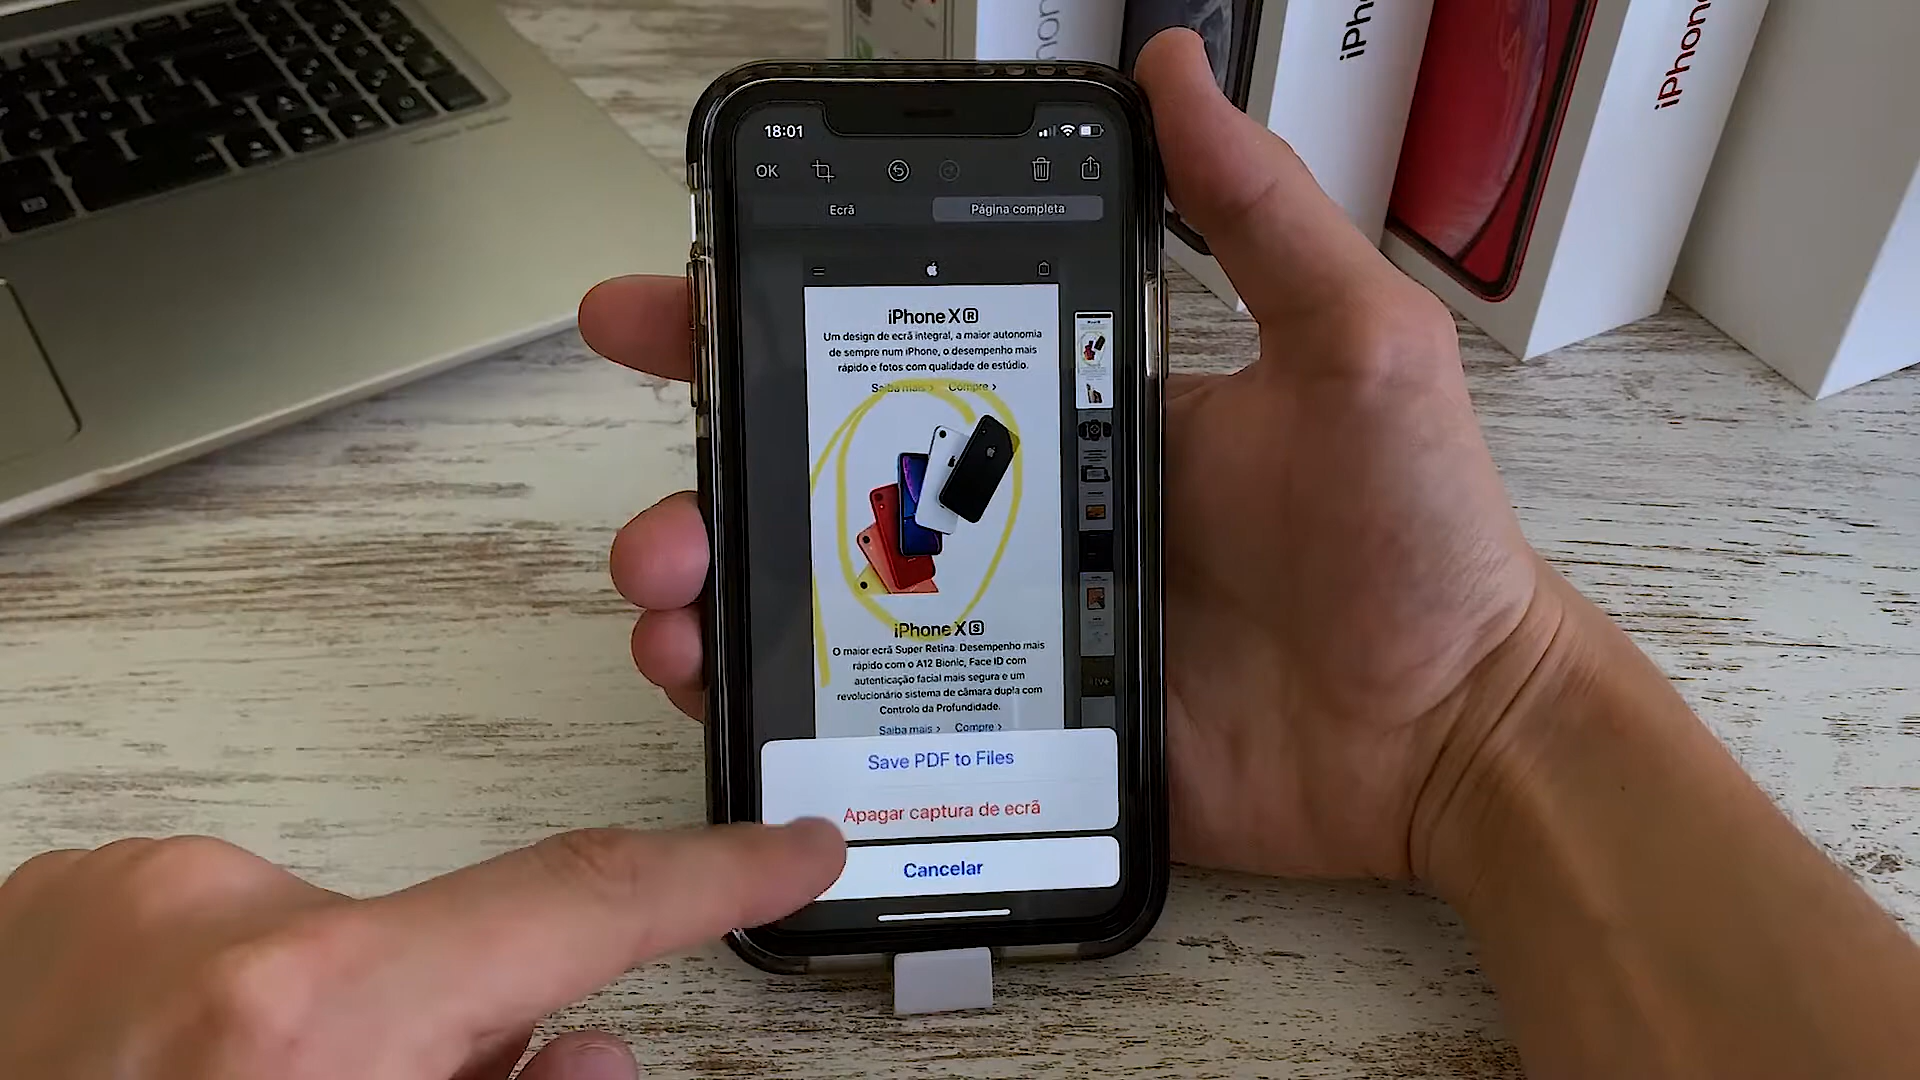 iPh
iPhon
18:01
OK
Ecrã
Página completa
iPhone XR
Um design de ecrã integral, a maior autonomia
de sempre num iPhone, o desempenho mais
rápido e fotos com qualidade de estúdio.
Saiba mais > Compre >
iPhone XS
O maior ecrã Super Retina. Desempenho mais
rápido com o A12 Bionic, Face ID com
autenticação facial mais segura e um
revolucionário sistema de câmara dupla com
Controlo da Profundidade.
Saiba mais > Compre >
Save PDF to Files
Apagar captura de ecrã
Cancelar